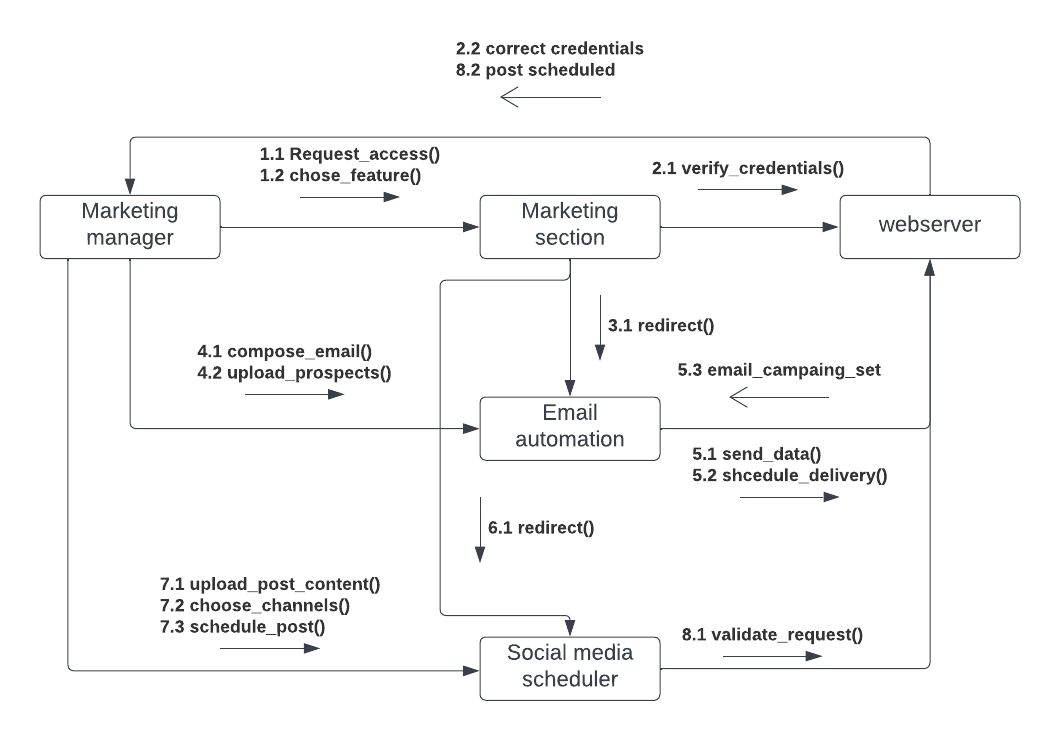 2.2 correct credentials
8.2 post scheduled
1.1 Request_access()
1.2 chose_feature()
2.1 verify_credentials()
Marketing
manager
Marketing
section
webserver
3.1 redirect()
4.1 compose_email()
4.2 upload_prospects()
5.3 email_campaing_set
Email
automation
5.1 send_data()
5.2 shcedule_delivery()
6.1 redirect()
7.1 upload_post_content()
7.2 choose_channels()
7.3 schedule_post()
8.1 validate_request()
Social media
scheduler